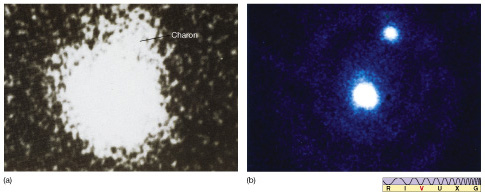 Charon
(a)
(b)
R I V U X G